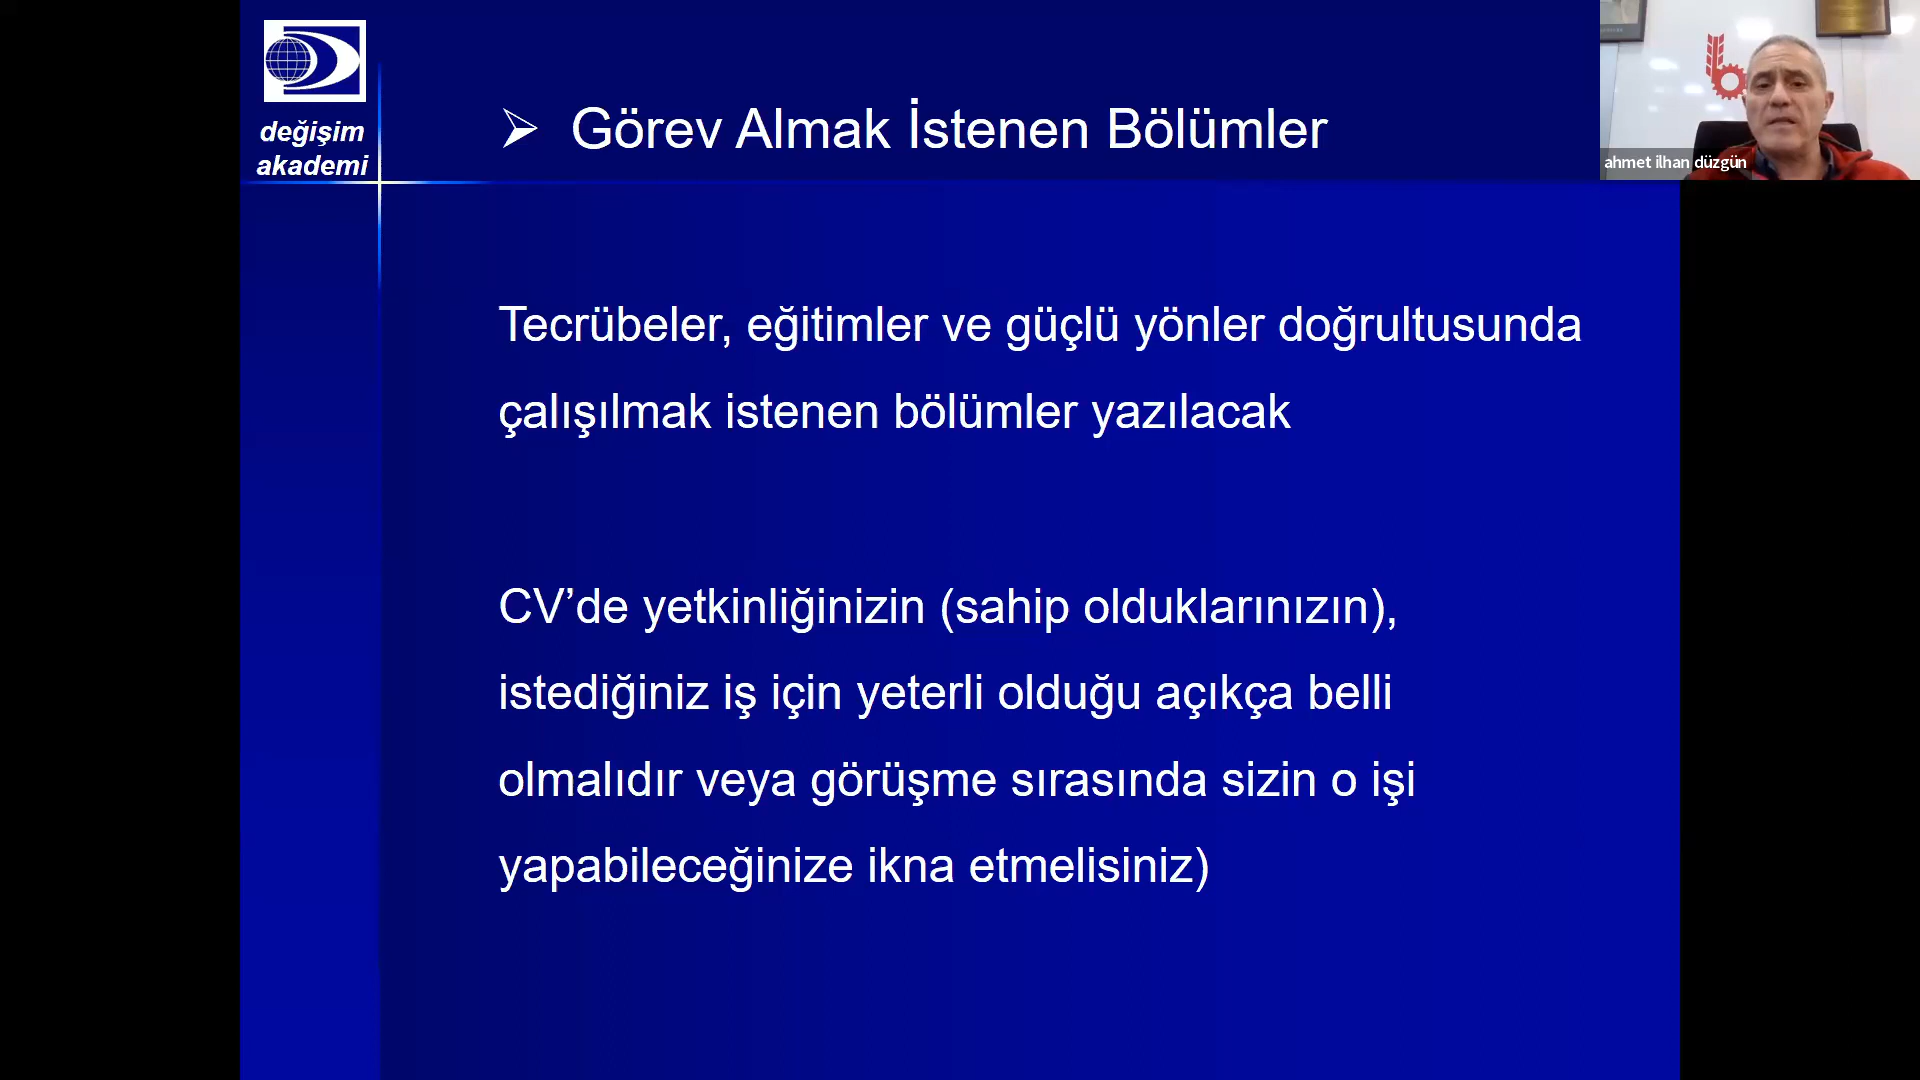 değişim
akademi
➢ Görev Almak İstenen Bölümler
ahmet ilhan düzgün
Tecrübeler, eğitimler ve güçlü yönler doğrultusunda
çalışılmak istenen bölümler yazılacak
CV’de yetkinliğinizin (sahip olduklarınızın),
istediğiniz iş için yeterli olduğu açıkça belli
olmalıdır veya görüşme sırasında sizin o işi
yapabileceğinize ikna etmelisiniz)